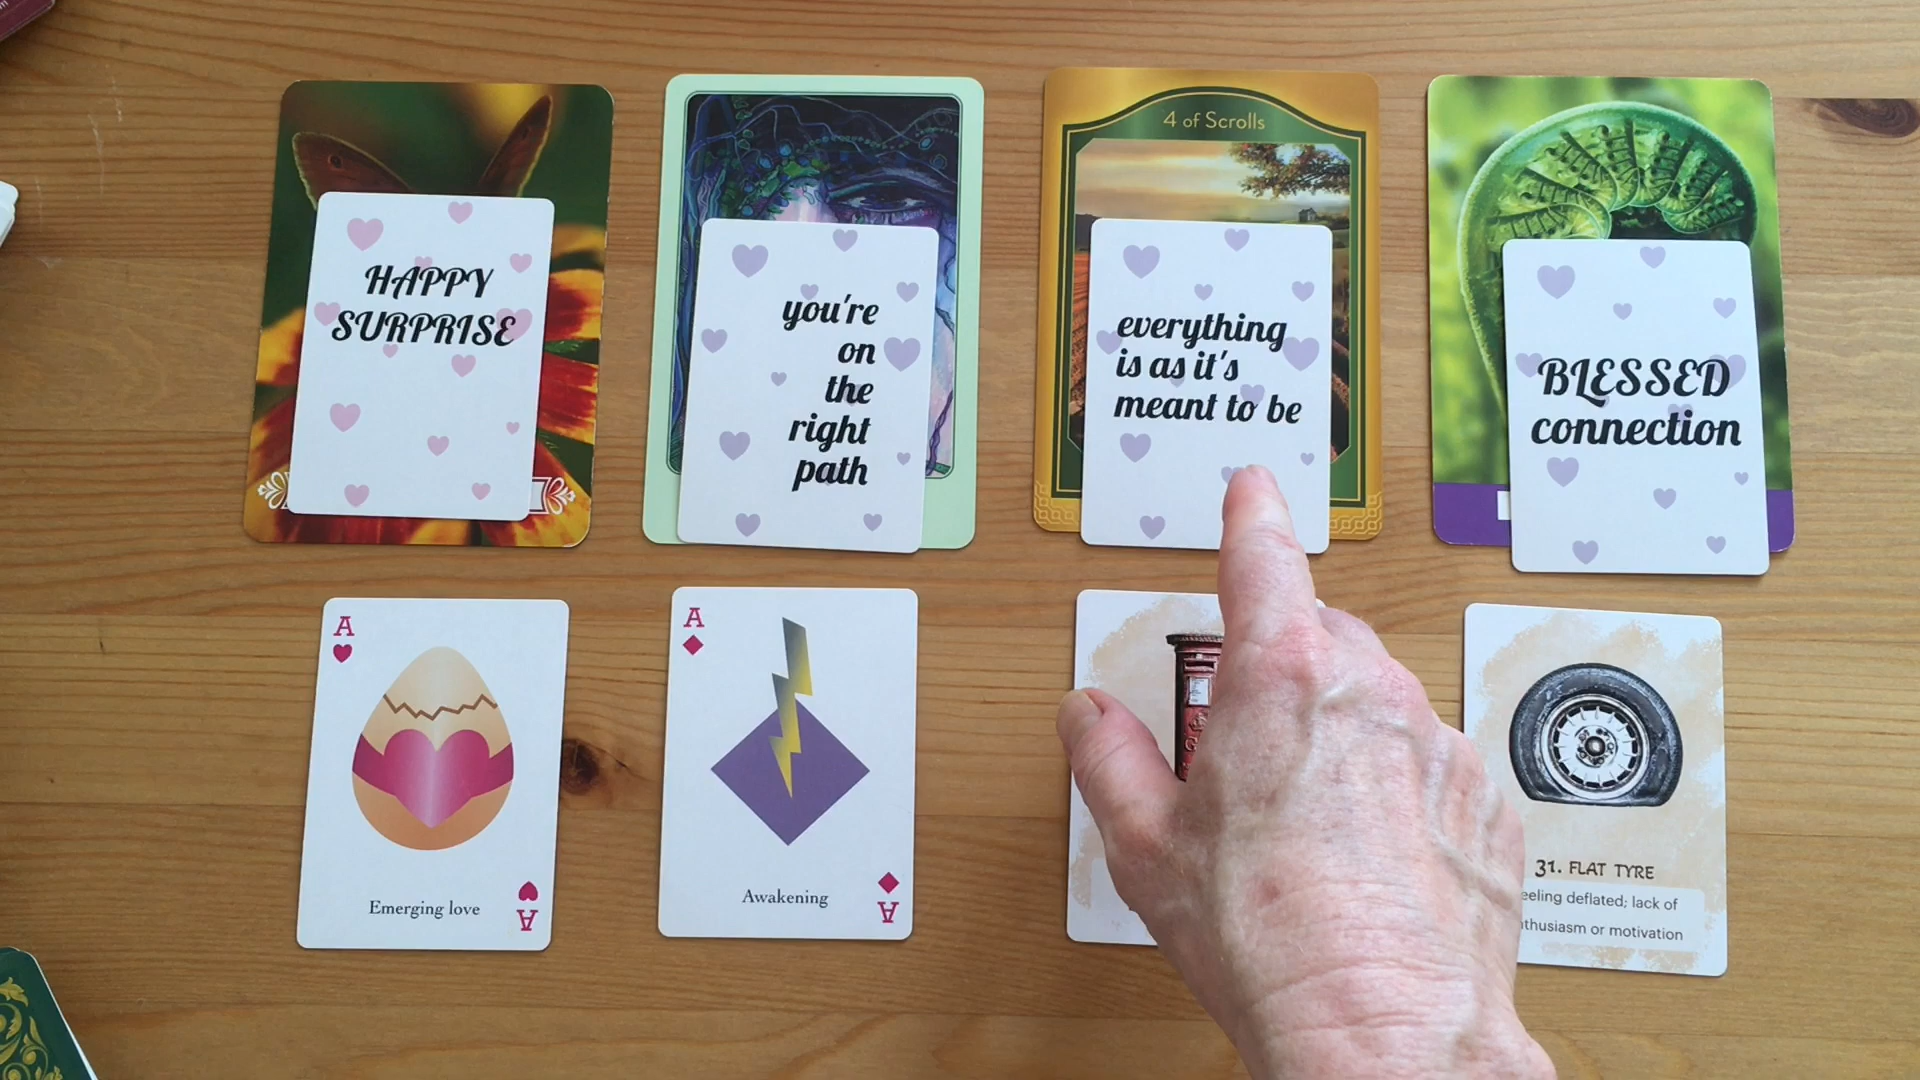 HAPPY
SURPRISE
you're
on
the
right
path
4 of Scrolls
everything
is as it's
meant to be
BLESSED
connection
A
Emerging love
A
A
Awakening
A
31. FLAT TYRE
eeling deflated; lack of
nthusiasm or motivation